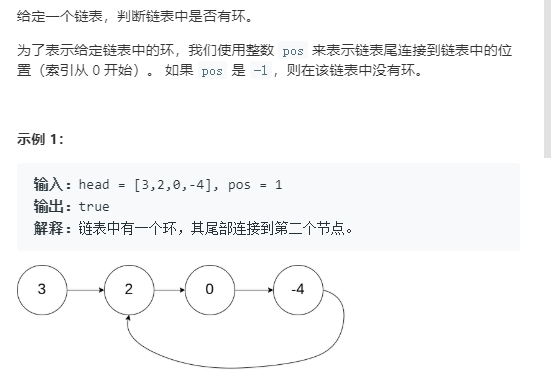 给定一个链表，判断链表中是否有环。
为了表示给定链表中的环，我们使用整数 pos 来表示链表尾连接到链表中的位
置（索引从 0 开始）。 如果 pos 是 -1，则在该链表中没有环。
示例 1：
输入：head = [3,2,0,-4], pos = 1
输出：true
解释：链表中有一个环，其尾部连接到第二个节点。
3 2 0 -4